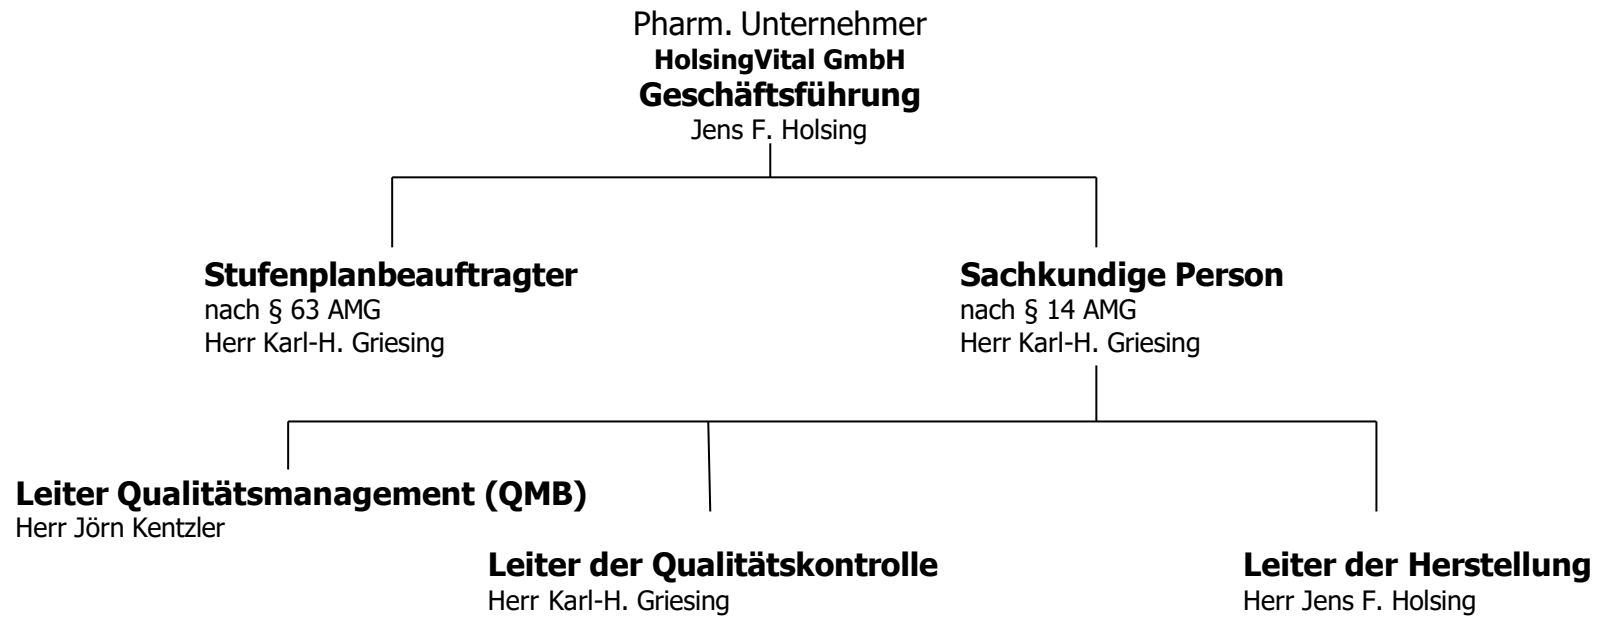 Pharm. Unternehmer
HolsingVital GmbH
Geschäftsführung
Jens F. Holsing
Stufenplanbeauftragter
nach § 63 AMG
Herr Karl-H. Griesing
Sachkundige Person
nach § 14 AMG
Herr Karl-H. Griesing
Leiter Qualitätsmanagement (QMB)
Herr Jörn Kentzler
Leiter der Qualitätskontrolle
Herr Karl-H. Griesing
Leiter der Herstellung
Herr Jens F. Holsing